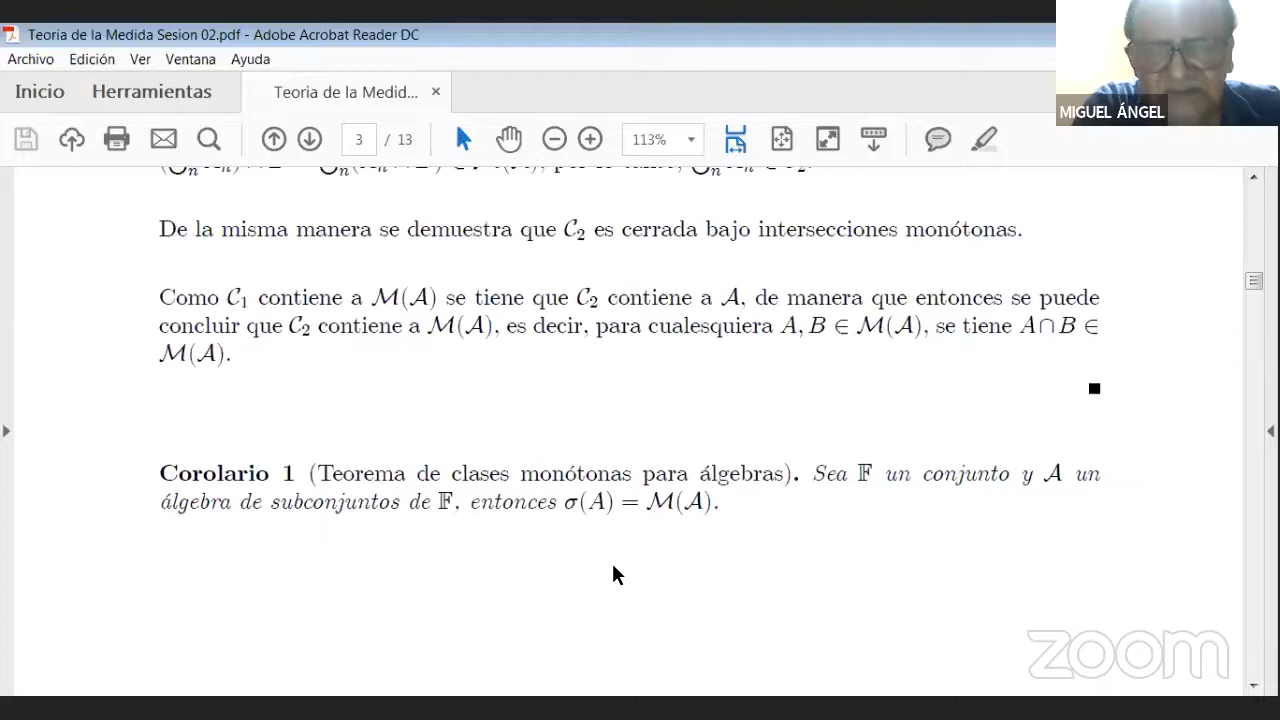 Teoria de la Medida Sesion 02.pdf - Adobe Acrobat Reader DC
Archivo Edición Ver Ventana Ayuda
Inicio Herramientas Teoria de la Medid... ×
MIGUEL ÁNGEL
3 / 13 113%
De la misma manera se demuestra que 𝒞₂ es cerrada bajo intersecciones monótonas.
Como 𝒞₁ contiene a ℳ(𝒜) se tiene que 𝒞₂ contiene a 𝒜, de manera que entonces se puede
concluir que 𝒞₂ contiene a ℳ(𝒜), es decir, para cualesquiera A, B ∈ ℳ(𝒜), se tiene A ∩ B ∈
ℳ(𝒜).
Corolario 1 (Teorema de clases monótonas para álgebras). Sea 𝔽 un conjunto y 𝒜 un
álgebra de subconjuntos de 𝔽, entonces σ(A) = ℳ(𝒜).
zoom